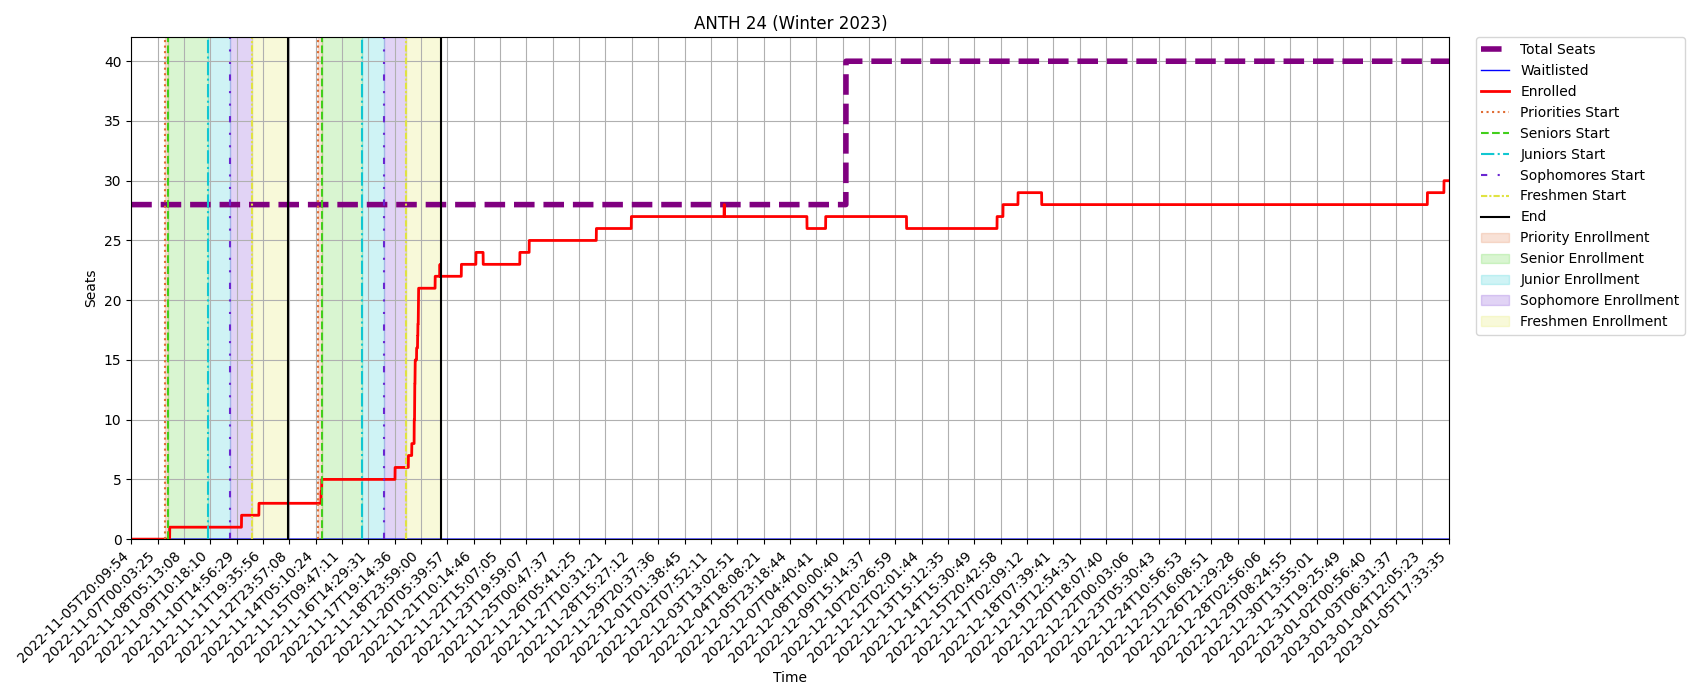 ANTH 24 (Winter 2023)
Seats
40
35
30
25
20
15
10
5
0
2022-11-05T20:09:54
2022-11-07T00:03:25
2022-11-08T05:13:08
2022-11-09T10:18:10
2022-11-10T14:56:29
2022-11-11T19:35:56
2022-11-12T23:57:08
2022-11-14T05:10:24
2022-11-15T09:47:11
2022-11-16T14:29:31
2022-11-17T19:14:36
2022-11-18T23:59:00
2022-11-20T05:39:57
2022-11-21T10:14:46
2022-11-22T15:07:05
2022-11-23T19:59:07
2022-11-25T00:47:37
2022-11-26T05:41:25
2022-11-27T10:31:21
2022-11-28T15:27:12
2022-11-29T20:37:36
2022-12-01T01:38:45
2022-12-02T07:52:11
2022-12-03T13:02:51
2022-12-04T18:08:21
2022-12-05T23:18:44
2022-12-07T04:40:41
2022-12-08T10:00:40
2022-12-09T15:14:37
2022-12-10T20:26:59
2022-12-12T02:01:44
2022-12-13T15:12:35
2022-12-14T15:30:49
2022-12-15T20:42:58
2022-12-17T02:09:12
2022-12-18T07:39:41
2022-12-19T12:54:31
2022-12-20T18:07:40
2022-12-22T00:03:06
2022-12-23T05:30:43
2022-12-24T10:56:53
2022-12-25T16:08:51
2022-12-26T21:29:28
2022-12-28T02:56:06
2022-12-29T08:24:55
2022-12-30T13:55:01
2022-12-31T19:25:49
2023-01-02T00:56:40
2023-01-03T06:31:37
2023-01-04T12:05:23
2023-01-05T17:33:35
Time
Total Seats
Waitlisted
Enrolled
Priorities Start
Seniors Start
Juniors Start
Sophomores Start
Freshmen Start
End
Priority Enrollment
Senior Enrollment
Junior Enrollment
Sophomore Enrollment
Freshmen Enrollment